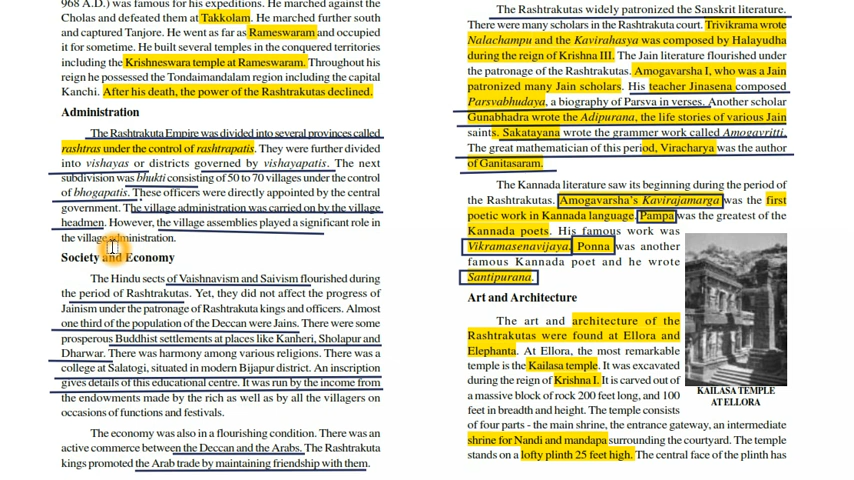 968 A.D.) was famous for his expeditions. He marched against the
Cholas and defeated them at Takkolam. He marched further south
and captured Tanjore. He went as far as Rameswaram and occupied
it for sometime. He built several temples in the conquered territories
including the Krishneswara temple at Rameswaram. Throughout his
reign he possessed the Tondaimandalam region including the capital
Kanchi. After his death, the power of the Rashtrakutas declined.
Administration
The Rashtrakuta Empire was divided into several provinces called
rashtras under the control of rashtrapatis. They were further divided
into vishayas or districts governed by vishayapatis. The next
subdivision was bhukti consisting of 50 to 70 villages under the control
of bhogapatis. These officers were directly appointed by the central
government. The village administration was carried on by the village
headmen. However, the village assemblies played a significant role in
the village administration.
Society and Economy
The Hindu sects of Vaishnavism and Saivism flourished during
the period of Rashtrakutas. Yet, they did not affect the progress of
Jainism under the patronage of Rashtrakuta kings and officers. Almost
one third of the population of the Deccan were Jains. There were some
prosperous Buddhist settlements at places like Kanheri, Sholapur and
Dharwar. There was harmony among various religions. There was a
college at Salatogi, situated in modern Bijapur district. An inscription
gives details of this educational centre. It was run by the income from
the endowments made by the rich as well as by all the villagers on
occasions of functions and festivals.
The economy was also in a flourishing condition. There was an
active commerce between the Deccan and the Arabs. The Rashtrakuta
kings promoted the Arab trade by maintaining friendship with them.
The Rashtrakutas widely patronized the Sanskrit literature.
There were many scholars in the Rashtrakuta court. Trivikrama wrote
Nalachampu and the Kavirahasya was composed by Halayudha
during the reign of Krishna III. The Jain literature flourished under
the patronage of the Rashtrakutas. Amogavarsha I, who was a Jain
patronized many Jain scholars. His teacher Jinasena composed
Parsvabhudaya, a biography of Parsva in verses. Another scholar
Gunabhadra wrote the Adipurana, the life stories of various Jain
saints. Sakatayana wrote the grammer work called Amogavritti.
The great mathematician of this period, Viracharya was the author
of Ganitasaram.
The Kannada literature saw its beginning during the period of
the Rashtrakutas. Amogavarsha's Kavirajamarga was the first
poetic work in Kannada language. Pampa was the greatest of the
Kannada poets. His famous work was
Vikramasenavijaya. Ponna was another
famous Kannada poet and he wrote
Santipurana.
Art and Architecture
The art and architecture of the
Rashtrakutas were found at Ellora and
Elephanta. At Ellora, the most remarkable
temple is the Kailasa temple. It was excavated
during the reign of Krishna I. It is carved out of
a massive block of rock 200 feet long, and 100
feet in breadth and height. The temple consists
of four parts - the main shrine, the entrance gateway, an intermediate
shrine for Nandi and mandapa surrounding the courtyard. The temple
stands on a lofty plinth 25 feet high. The central face of the plinth has
KAILASA TEMPLE
AT ELLORA